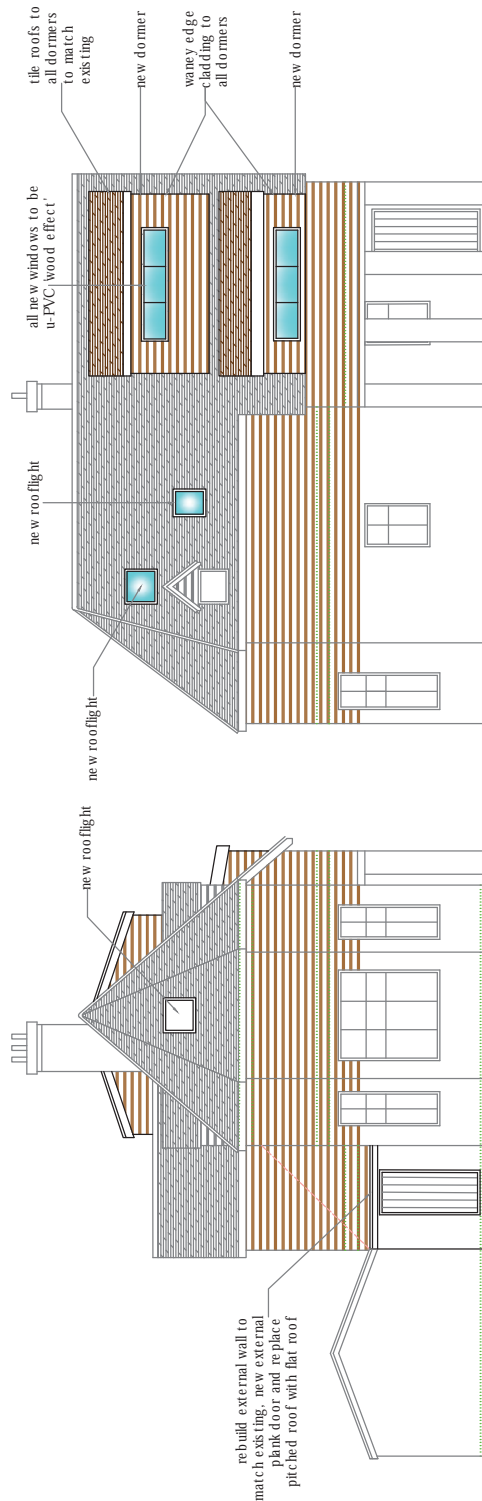 rebuild external wall to
match existing, new external
plank door and replace
pitched roof with flat roof
new rooflight
new rooflight
new rooflight
all new windows to be
u-PVC 'wood effect'
tile roofs to
all dormers
to match
existing
new dormer
waney edge
cladding to
all dormers
new dormer